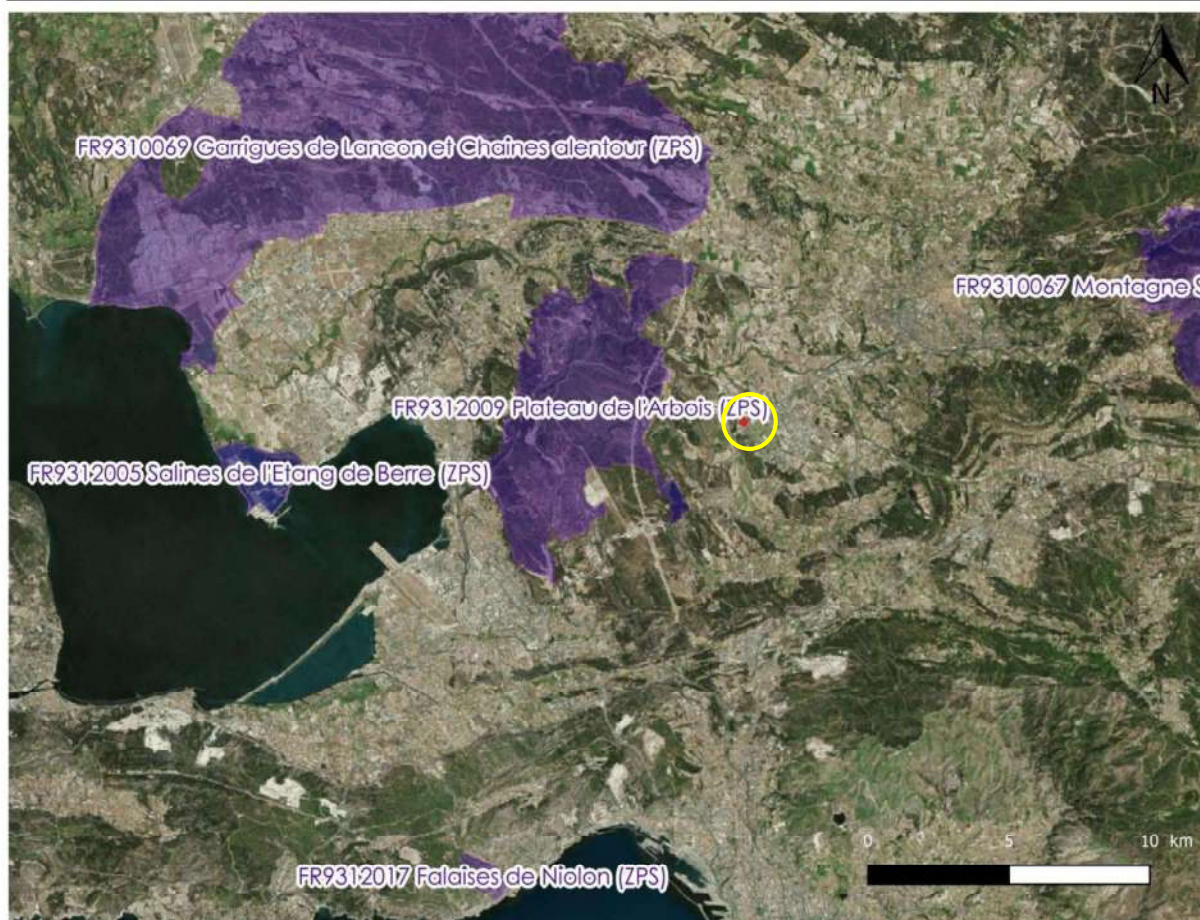 N
FR9310069 Garrigues de Lancon et Chaines alentour (ZPS)
FR9310067 Montagne S
FR9312009 Plateau de l'Arbois (ZPS)
FR9312005 Salines de l'Etang de Berre (ZPS)
0 5 10 km
FR9312017 Falaises de Niolon (ZPS)